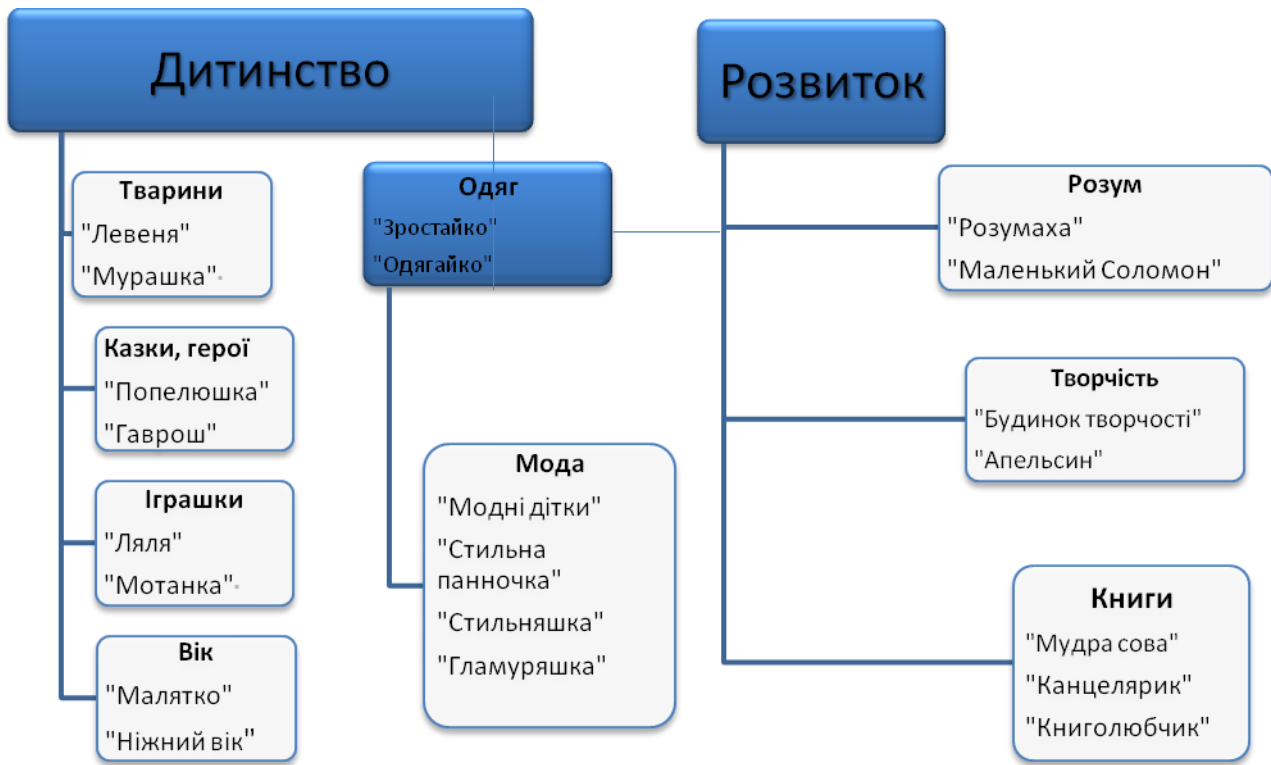 Дитинство
Тварини
"Левеня"
"Мурашка"
Казки, герої
"Попелюшка"
"Гаврош"
Іграшки
"Ляля"
"Мотанка"
Вік
"Малятко"
"Ніжний вік"
Одяг
"Зростайко"
"Одягайко"
Мода
"Модні дітки"
"Стильна
панночка"
"Стильняшка"
"Гламуряшка"
Розвиток
Розум
"Розумаха"
"Маленький Соломон"
Творчість
"Будинок творчості"
"Апельсин"
Книги
"Мудра сова"
"Канцелярик"
"Книголюбчик"